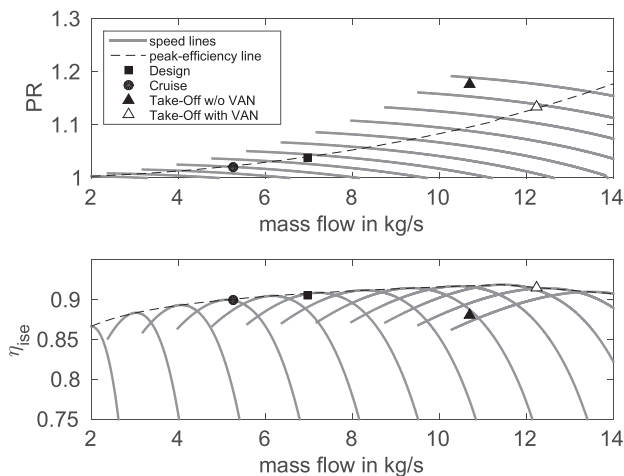 PR
1.3
1.2
1.1
1
speed lines
peak-efficiency line
Design
Cruise
Take-Off w/o VAN
Take-Off with VAN
2 4 6 8 10 12 14
mass flow in kg/s
ηise
0.9
0.85
0.8
0.75
2 4 6 8 10 12 14
mass flow in kg/s